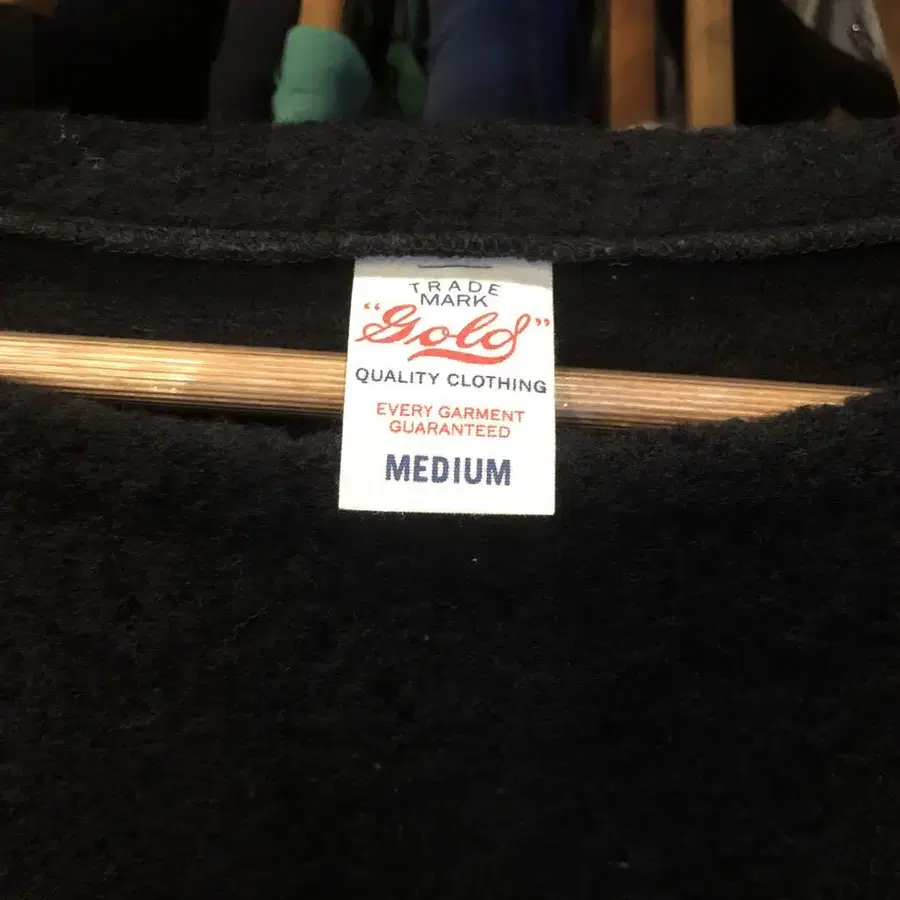 TRADE
MARK
“Gold”
QUALITY CLOTHING
EVERY GARMENT
GUARANTEED
MEDIUM